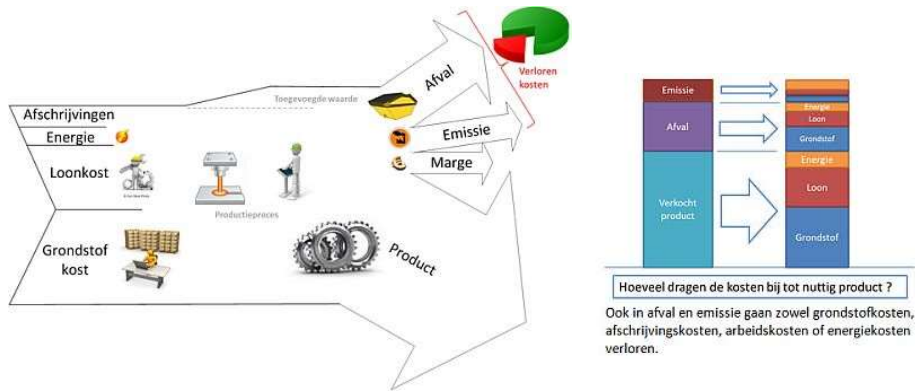 Afval
Verloren
kosten
Toegevoegde waarde
Afschrijvingen
Energie
Emissie
Loonkost
Marge
Productieproces
Grondstof
kost
Product
Emissie
Afval
Verkocht
product
Energie
Loon
Grondstof
Energie
Loon
Grondstof
Hoeveel dragen de kosten bij tot nuttig product ?
Ook in afval en emissie gaan zowel grondstofkosten,
afschrijvingskosten, arbeidskosten of energiekosten
verloren.